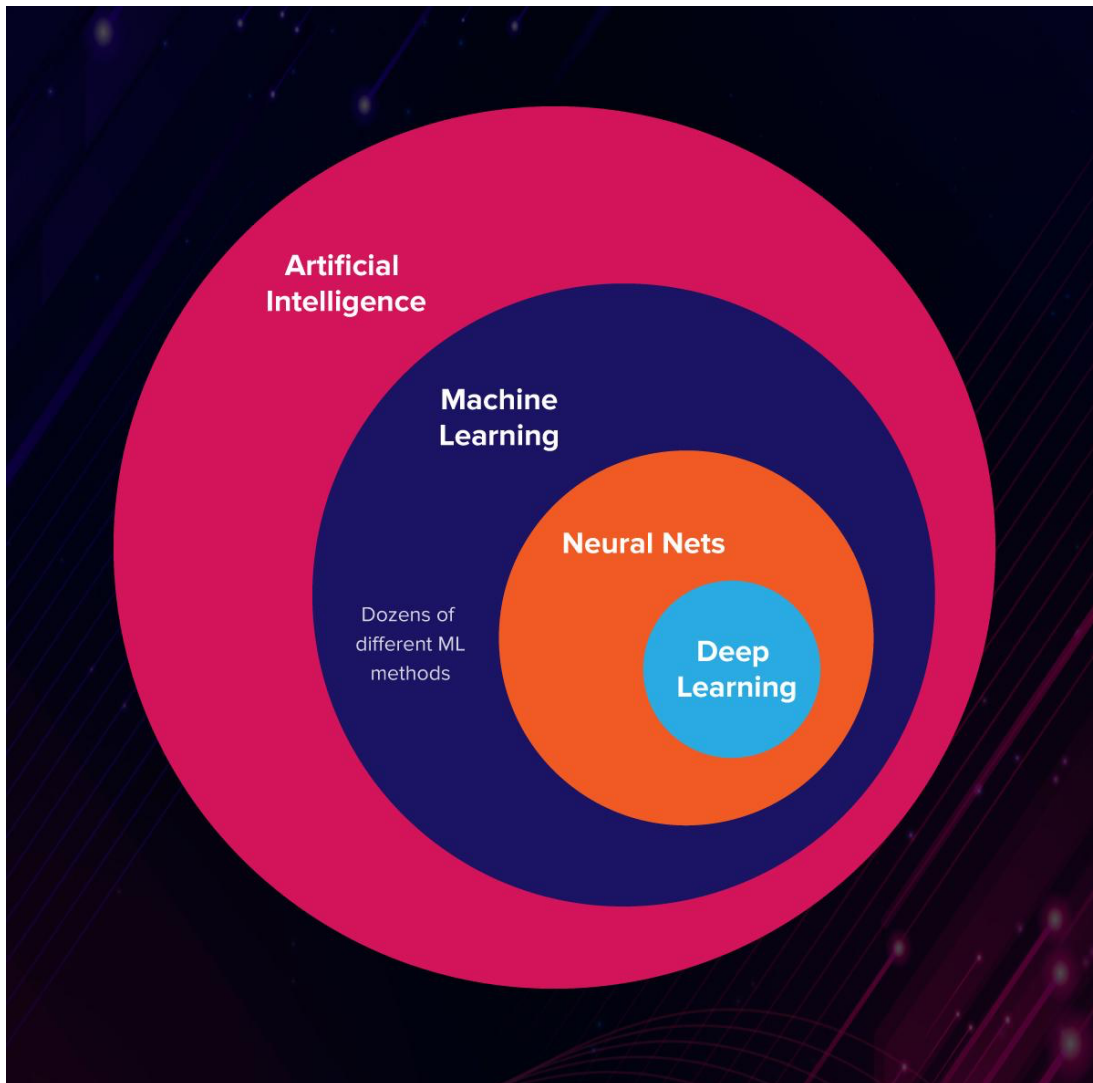 Artificial
Intelligence
Machine
Learning
Neural Nets
Dozens of
different ML
methods
Deep
Learning